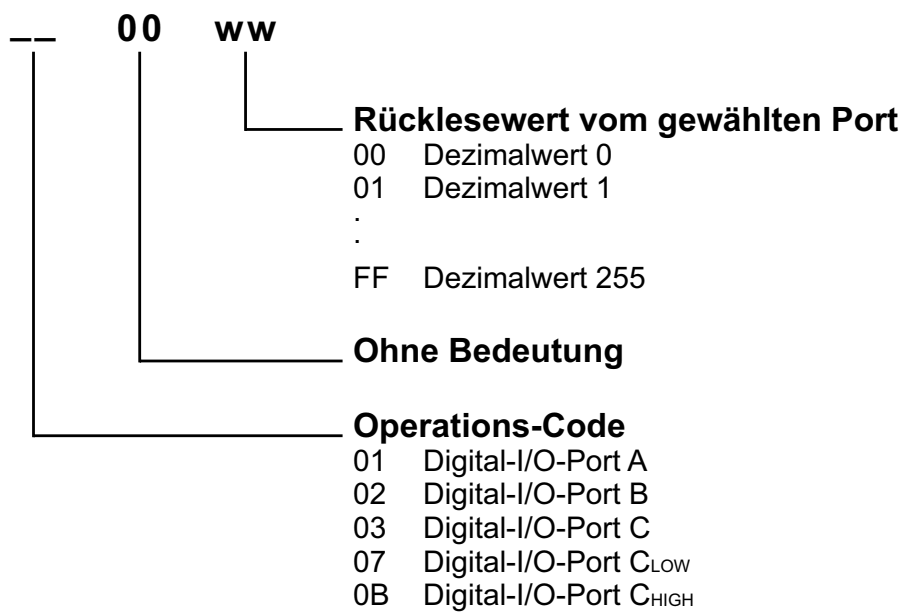 __ 00 ww
Rücklesewert vom gewählten Port
00 Dezimalwert 0
01 Dezimalwert 1
.
.
FF Dezimalwert 255
Ohne Bedeutung
Operations-Code
01 Digital-I/O-Port A
02 Digital-I/O-Port B
03 Digital-I/O-Port C
07 Digital-I/O-Port CLOW
0B Digital-I/O-Port CHIGH